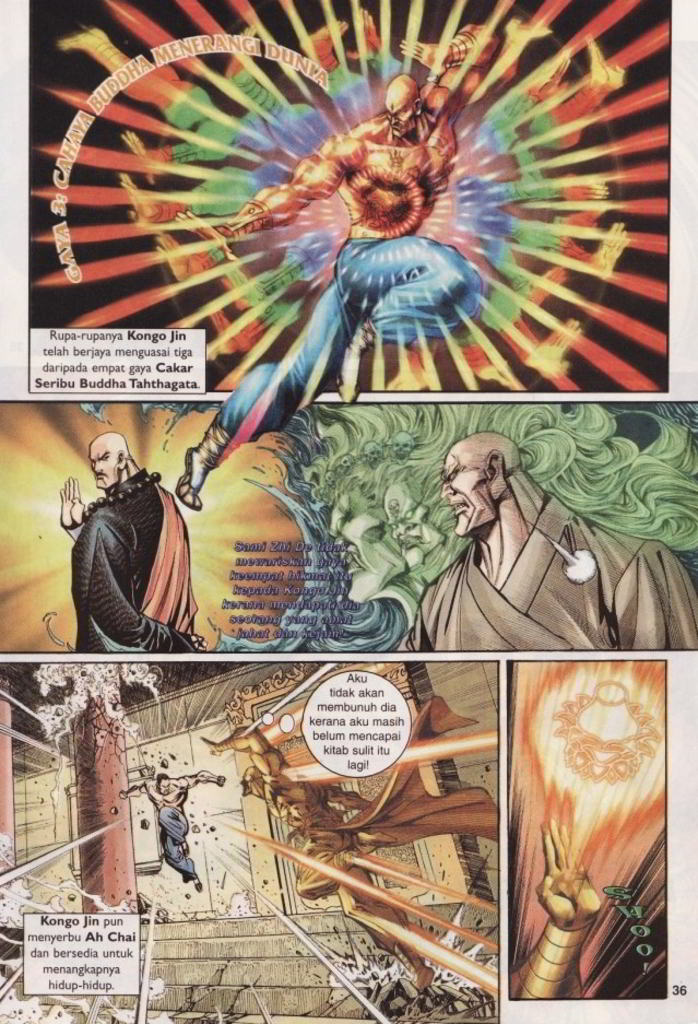 GAYA 3: CAHAYA BUDDHA MENERANGI DUNIA
Rupa-rupanya Kongo Jin
telah berjaya menguasai tiga
daripada empat gaya Cakar
Seribu Buddha Tahthagata.
Sami Zhi De tidak
mewariskan gaya
keempat hikmat itu
kepada Kongo Jin
kerana mendapati dia
seorang yang amat
jahat dan kejam!
Aku
tidak akan
membunuh dia
kerana aku masih
belum mencapai
kitab sulit itu
lagi!
Kongo Jin pun
menyerbu Ah Chai
dan bersedia untuk
menangkapnya
hidup-hidup.
SWOO!
36